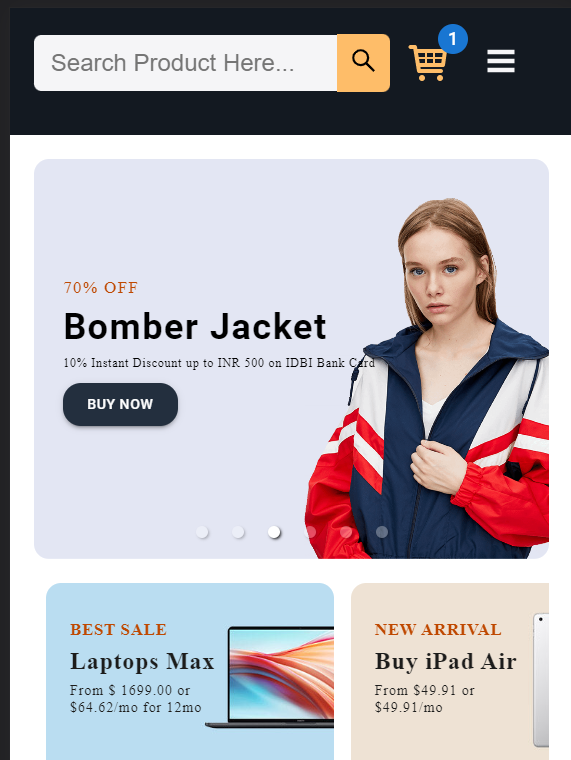 Search Product Here...
1
70% OFF
Bomber Jacket
10% Instant Discount up to INR 500 on IDBI Bank Card
BUY NOW
BEST SALE
Laptops Max
From $ 1699.00 or
$64.62/mo for 12mo
NEW ARRIVAL
Buy iPad Air
From $49.91 or
$49.91/mo